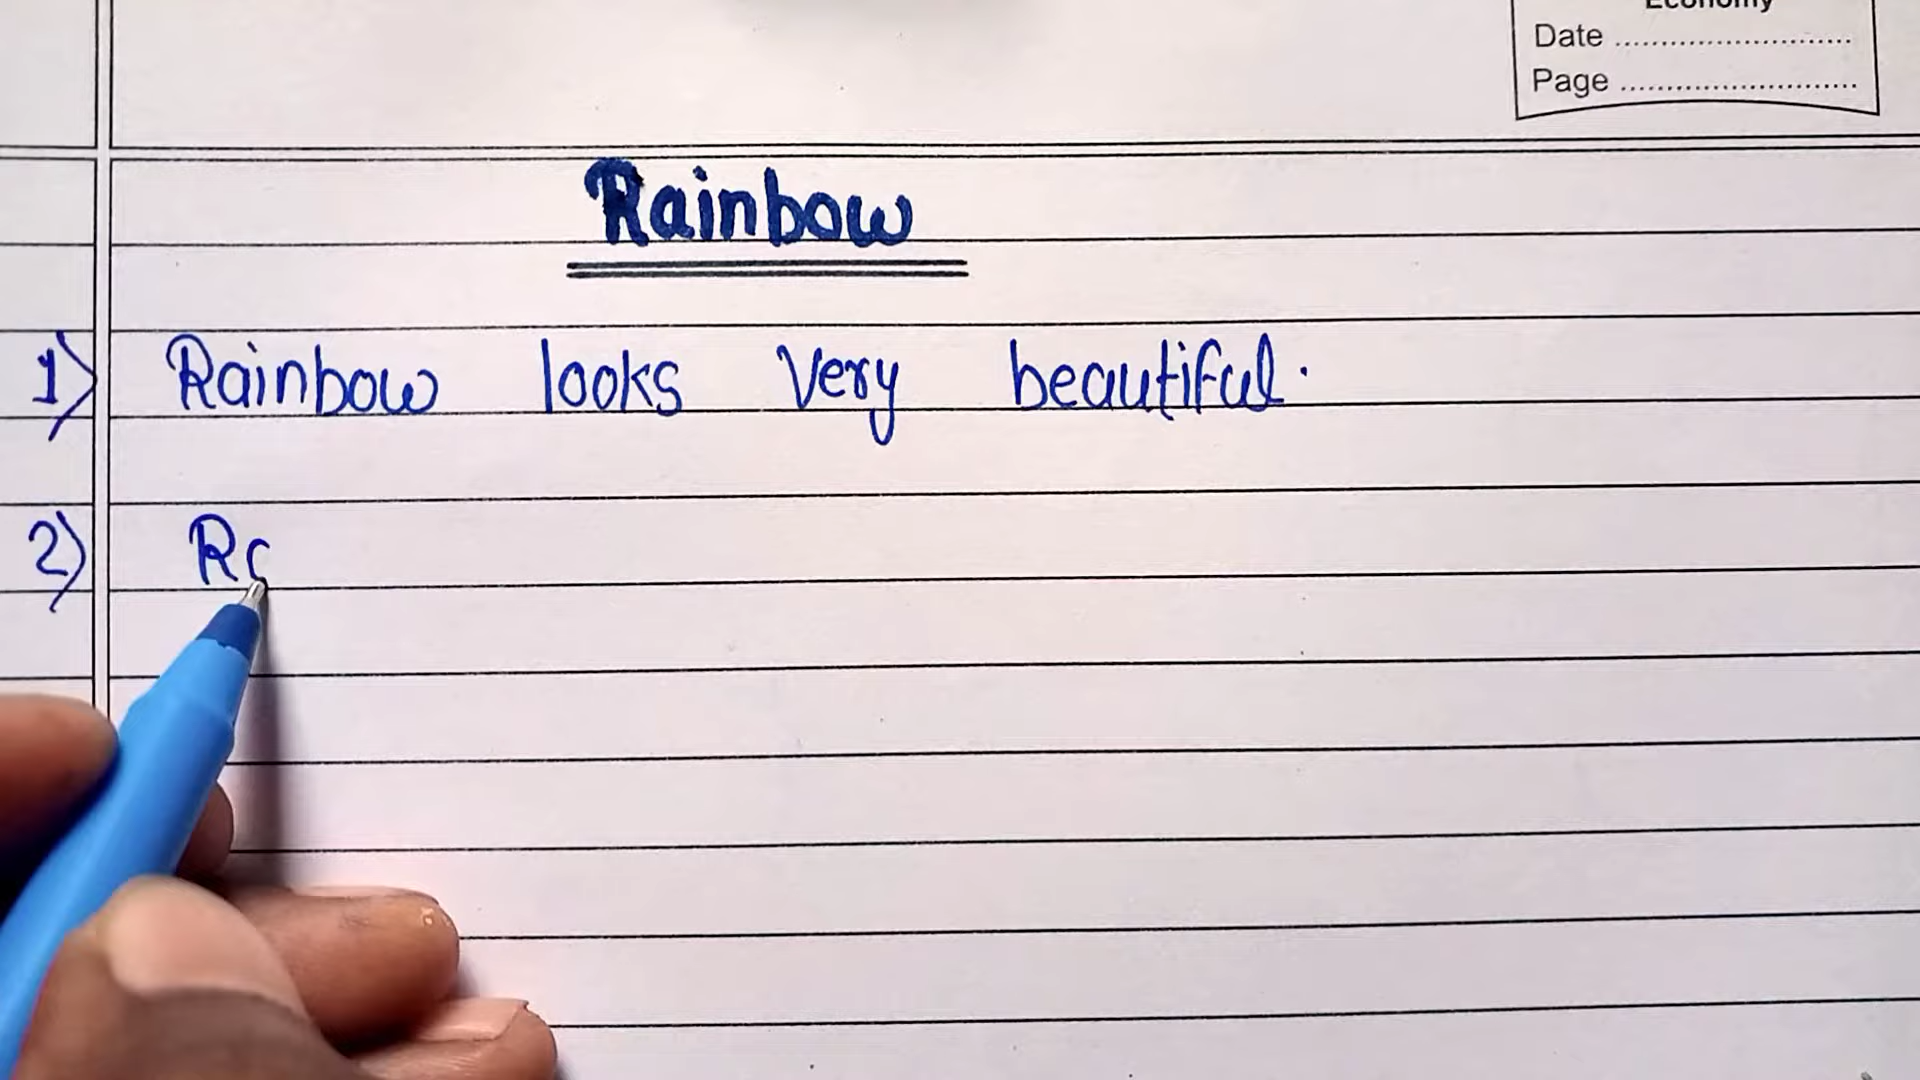 Economy
Date ..........................
Page ..........................
Rainbow
1) Rainbow looks very beautiful.
2) Ra